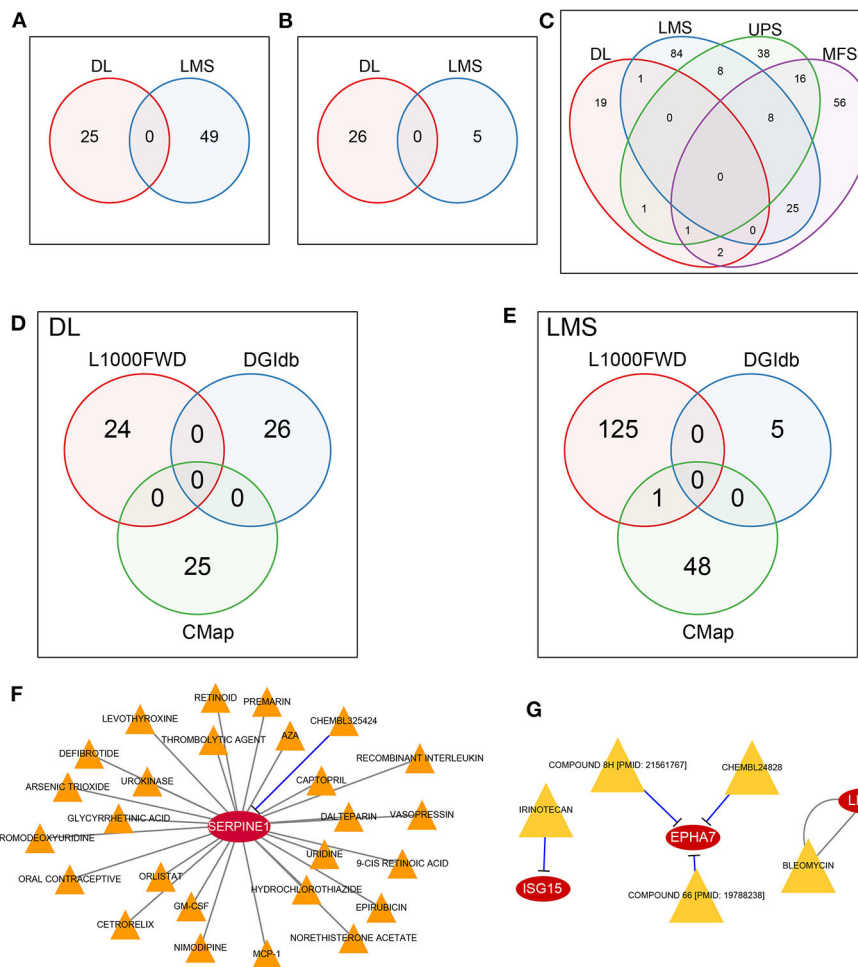 A
DL
LMS
25
0
49
B
DL
LMS
26
0
5
C
LMS
UPS
DL
MFS
84
38
1
8
16
19
56
0
8
0
1
25
1
0
2
D
DL
L1000FWD
DGIdb
24
0
26
0
0
0
25
CMap
E
LMS
L1000FWD
DGIdb
125
0
5
0
1
0
48
CMap
F
RETINOID
PREMARIN
LEVOTHYROXINE
CHEMBL325424
THROMBOLYTIC AGENT
AZA
DEFIBROTIDE
RECOMBINANT INTERLEUKIN
UROKINASE
CAPTOPRIL
ARSENIC TRIOXIDE
GLYCYRRHETINIC ACID
DALTEPARIN
VASOPRESSIN
SERPINE1
ROMODEOXYURIDINE
URIDINE
9-CIS RETINOIC ACID
ORAL CONTRACEPTIVE
ORLISTAT
HYDROCHLOROTHIAZIDE
GM-CSF
EPIRUBICIN
CETRORELIX
NIMODIPINE
MCP-1
NORETHISTERONE ACETATE
G
COMPOUND 8H [PMID: 21561767]
CHEMBL24828
IRINOTECAN
EPHA7
BLEOMYCIN
ISG15
COMPOUND 66 [PMID: 19788238]